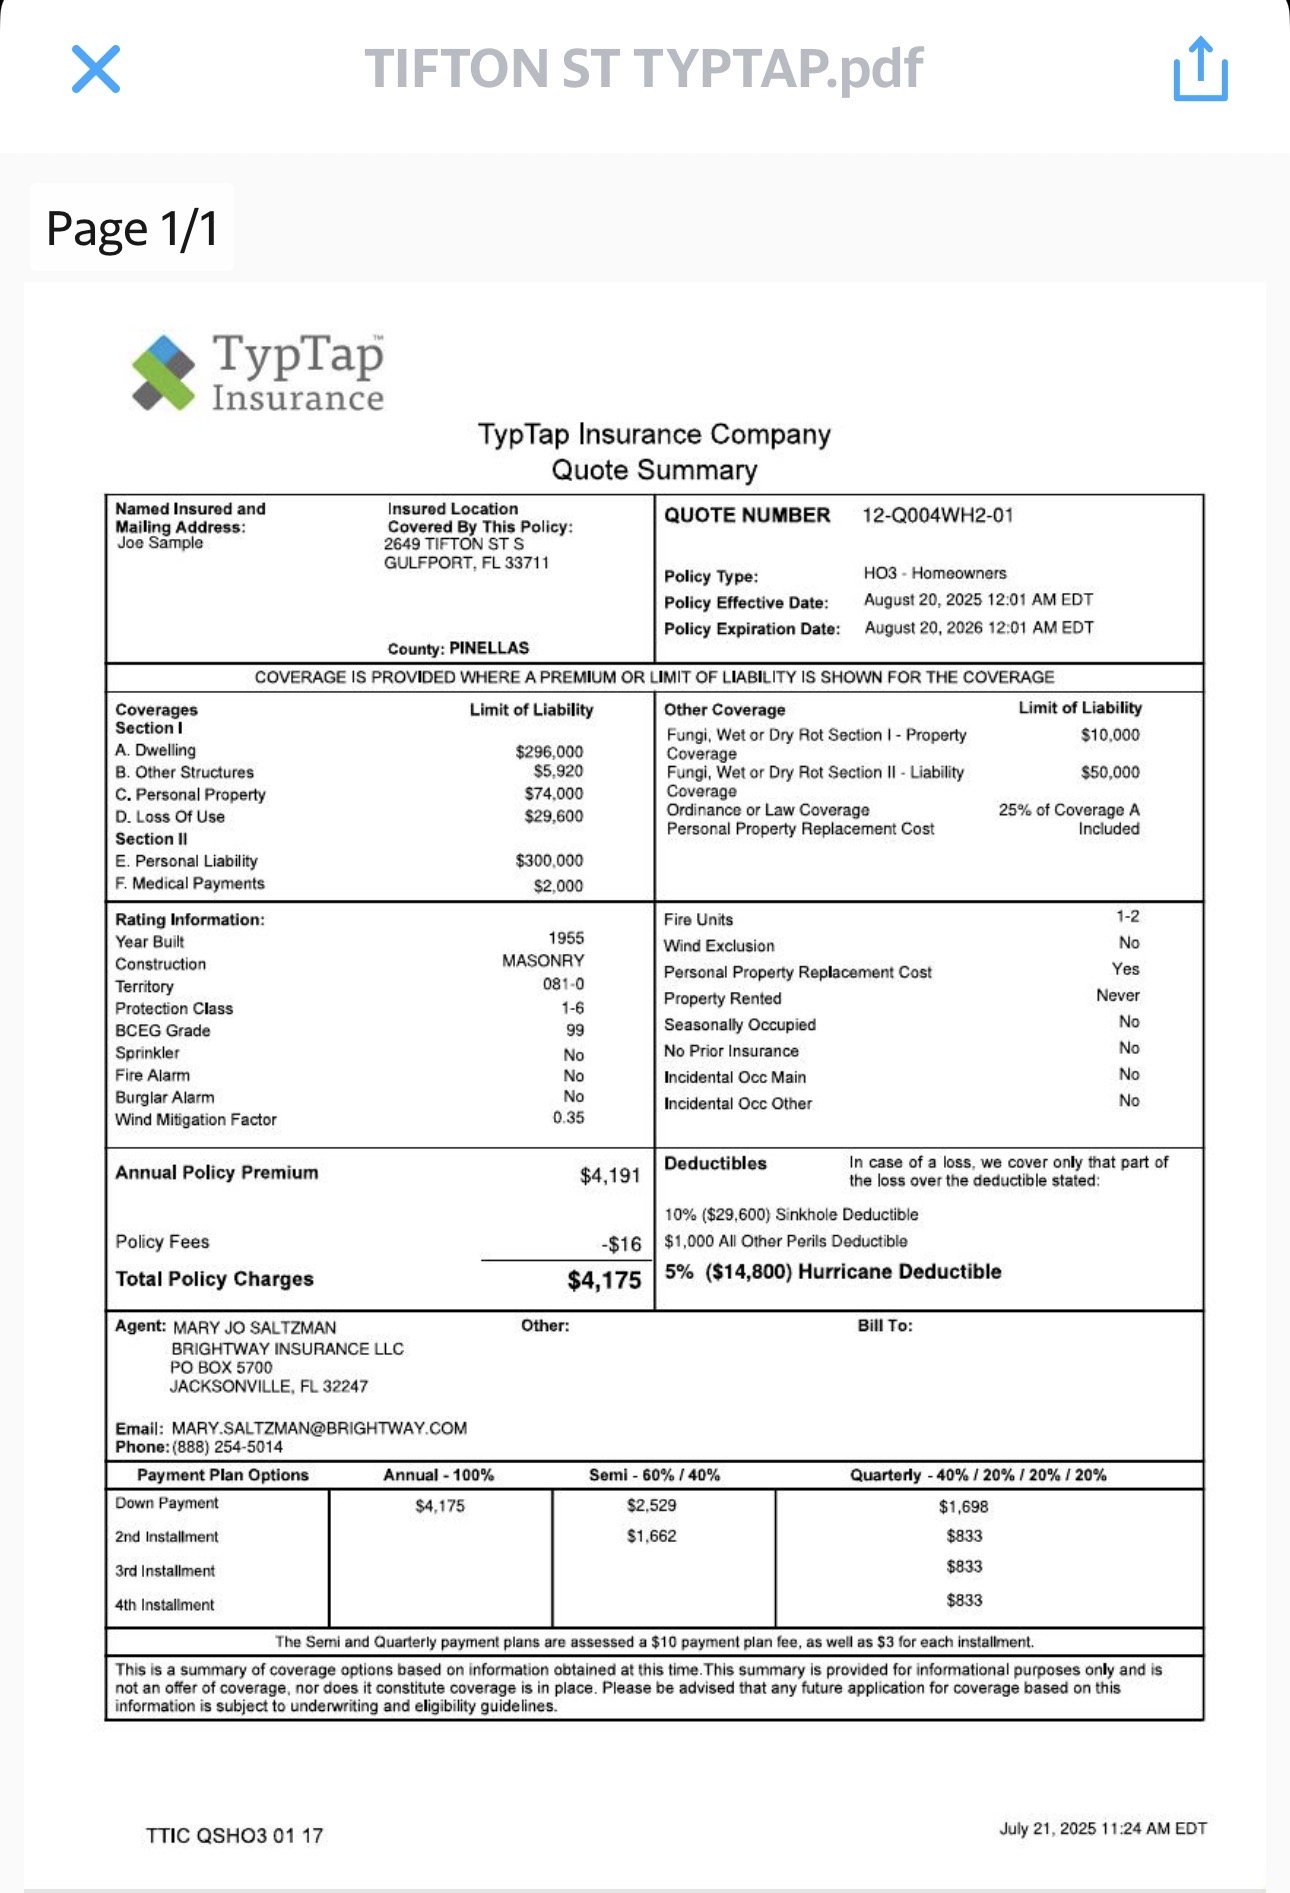 TIFTON ST TYPTAP.pdf
Page 1/1
TypTap™
Insurance
TypTap Insurance Company
Quote Summary
Named Insured and
Mailing Address:
Joe Sample
Insured Location
Covered By This Policy:
2649 TIFTON ST S
GULFPORT, FL 33711
County: PINELLAS
QUOTE NUMBER 12-Q004WH2-01
Policy Type: HO3 - Homeowners
Policy Effective Date: August 20, 2025 12:01 AM EDT
Policy Expiration Date: August 20, 2026 12:01 AM EDT
COVERAGE IS PROVIDED WHERE A PREMIUM OR LIMIT OF LIABILITY IS SHOWN FOR THE COVERAGE
Coverages Limit of Liability
Section I
A. Dwelling $296,000
B. Other Structures $5,920
C. Personal Property $74,000
D. Loss Of Use $29,600
Section II
E. Personal Liability $300,000
F. Medical Payments $2,000
Other Coverage Limit of Liability
Fungi, Wet or Dry Rot Section I - Property $10,000
Coverage
Fungi, Wet or Dry Rot Section II - Liability $50,000
Coverage
Ordinance or Law Coverage 25% of Coverage A
Personal Property Replacement Cost Included
Rating Information:
Year Built 1955
Construction MASONRY
Territory 081-0
Protection Class 1-6
BCEG Grade 99
Sprinkler No
Fire Alarm No
Burglar Alarm No
Wind Mitigation Factor 0.35
Fire Units 1-2
Wind Exclusion No
Personal Property Replacement Cost Yes
Property Rented Never
Seasonally Occupied No
No Prior Insurance No
Incidental Occ Main No
Incidental Occ Other No
Annual Policy Premium $4,191
Policy Fees -$16
Total Policy Charges $4,175
Deductibles In case of a loss, we cover only that part of
the loss over the deductible stated:
10% ($29,600) Sinkhole Deductible
$1,000 All Other Perils Deductible
5% ($14,800) Hurricane Deductible
Agent: MARY JO SALTZMAN
BRIGHTWAY INSURANCE LLC
PO BOX 5700
JACKSONVILLE, FL 32247
Email: MARY.SALTZMAN@BRIGHTWAY.COM
Phone: (888) 254-5014
Other:
Bill To:
Payment Plan Options Annual - 100% Semi - 60% / 40% Quarterly - 40% / 20% / 20% / 20%
Down Payment $4,175 $2,529 $1,698
2nd Installment $1,662 $833
3rd Installment $833
4th Installment $833
The Semi and Quarterly payment plans are assessed a $10 payment plan fee, as well as $3 for each installment.
This is a summary of coverage options based on information obtained at this time.This summary is provided for informational purposes only and is
not an offer of coverage, nor does it constitute coverage is in place. Please be advised that any future application for coverage based on this
information is subject to underwriting and eligibility guidelines.
TTIC QSHO3 01 17
July 21, 2025 11:24 AM EDT